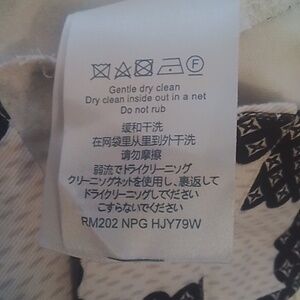 Gentle dry clean
Dry clean inside out in a net
Do not rub
缓和干洗
在网袋里从里到外干洗
请勿摩擦
弱流でドライクリーニング
クリーニングネットを使用し、裏返して
ドライクリーニングしてください
こすらないでください
RM202 NPG HJY79W